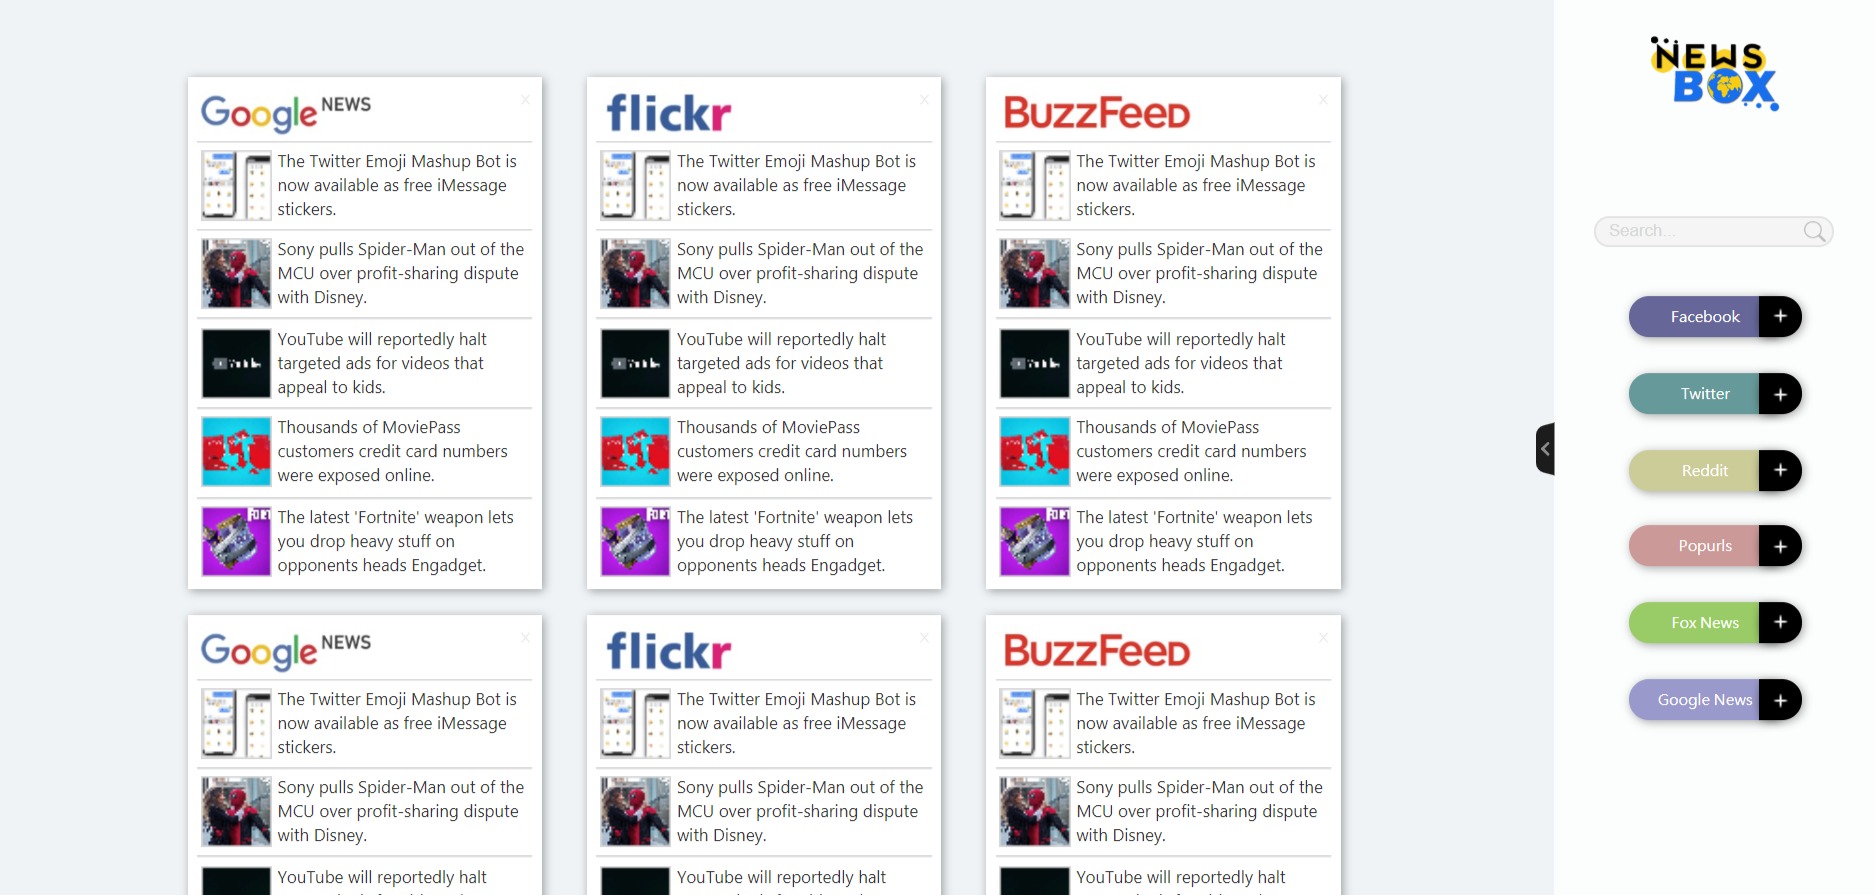 Google NEWS
x
The Twitter Emoji Mashup Bot is
now available as free iMessage
stickers.
Sony pulls Spider-Man out of the
MCU over profit-sharing dispute
with Disney.
YouTube will reportedly halt
targeted ads for videos that
appeal to kids.
Thousands of MoviePass
customers credit card numbers
were exposed online.
The latest 'Fortnite' weapon lets
you drop heavy stuff on
opponents heads Engadget.
flickr
x
The Twitter Emoji Mashup Bot is
now available as free iMessage
stickers.
Sony pulls Spider-Man out of the
MCU over profit-sharing dispute
with Disney.
YouTube will reportedly halt
targeted ads for videos that
appeal to kids.
Thousands of MoviePass
customers credit card numbers
were exposed online.
The latest 'Fortnite' weapon lets
you drop heavy stuff on
opponents heads Engadget.
BuzzFeed
x
The Twitter Emoji Mashup Bot is
now available as free iMessage
stickers.
Sony pulls Spider-Man out of the
MCU over profit-sharing dispute
with Disney.
YouTube will reportedly halt
targeted ads for videos that
appeal to kids.
Thousands of MoviePass
customers credit card numbers
were exposed online.
The latest 'Fortnite' weapon lets
you drop heavy stuff on
opponents heads Engadget.
Google NEWS
x
The Twitter Emoji Mashup Bot is
now available as free iMessage
stickers.
Sony pulls Spider-Man out of the
MCU over profit-sharing dispute
with Disney.
YouTube will reportedly halt
flickr
x
The Twitter Emoji Mashup Bot is
now available as free iMessage
stickers.
Sony pulls Spider-Man out of the
MCU over profit-sharing dispute
with Disney.
YouTube will reportedly halt
BuzzFeed
x
The Twitter Emoji Mashup Bot is
now available as free iMessage
stickers.
Sony pulls Spider-Man out of the
MCU over profit-sharing dispute
with Disney.
YouTube will reportedly halt
NEWS
BOX
Search...
Facebook +
Twitter +
Reddit +
Popurls +
Fox News +
Google News +